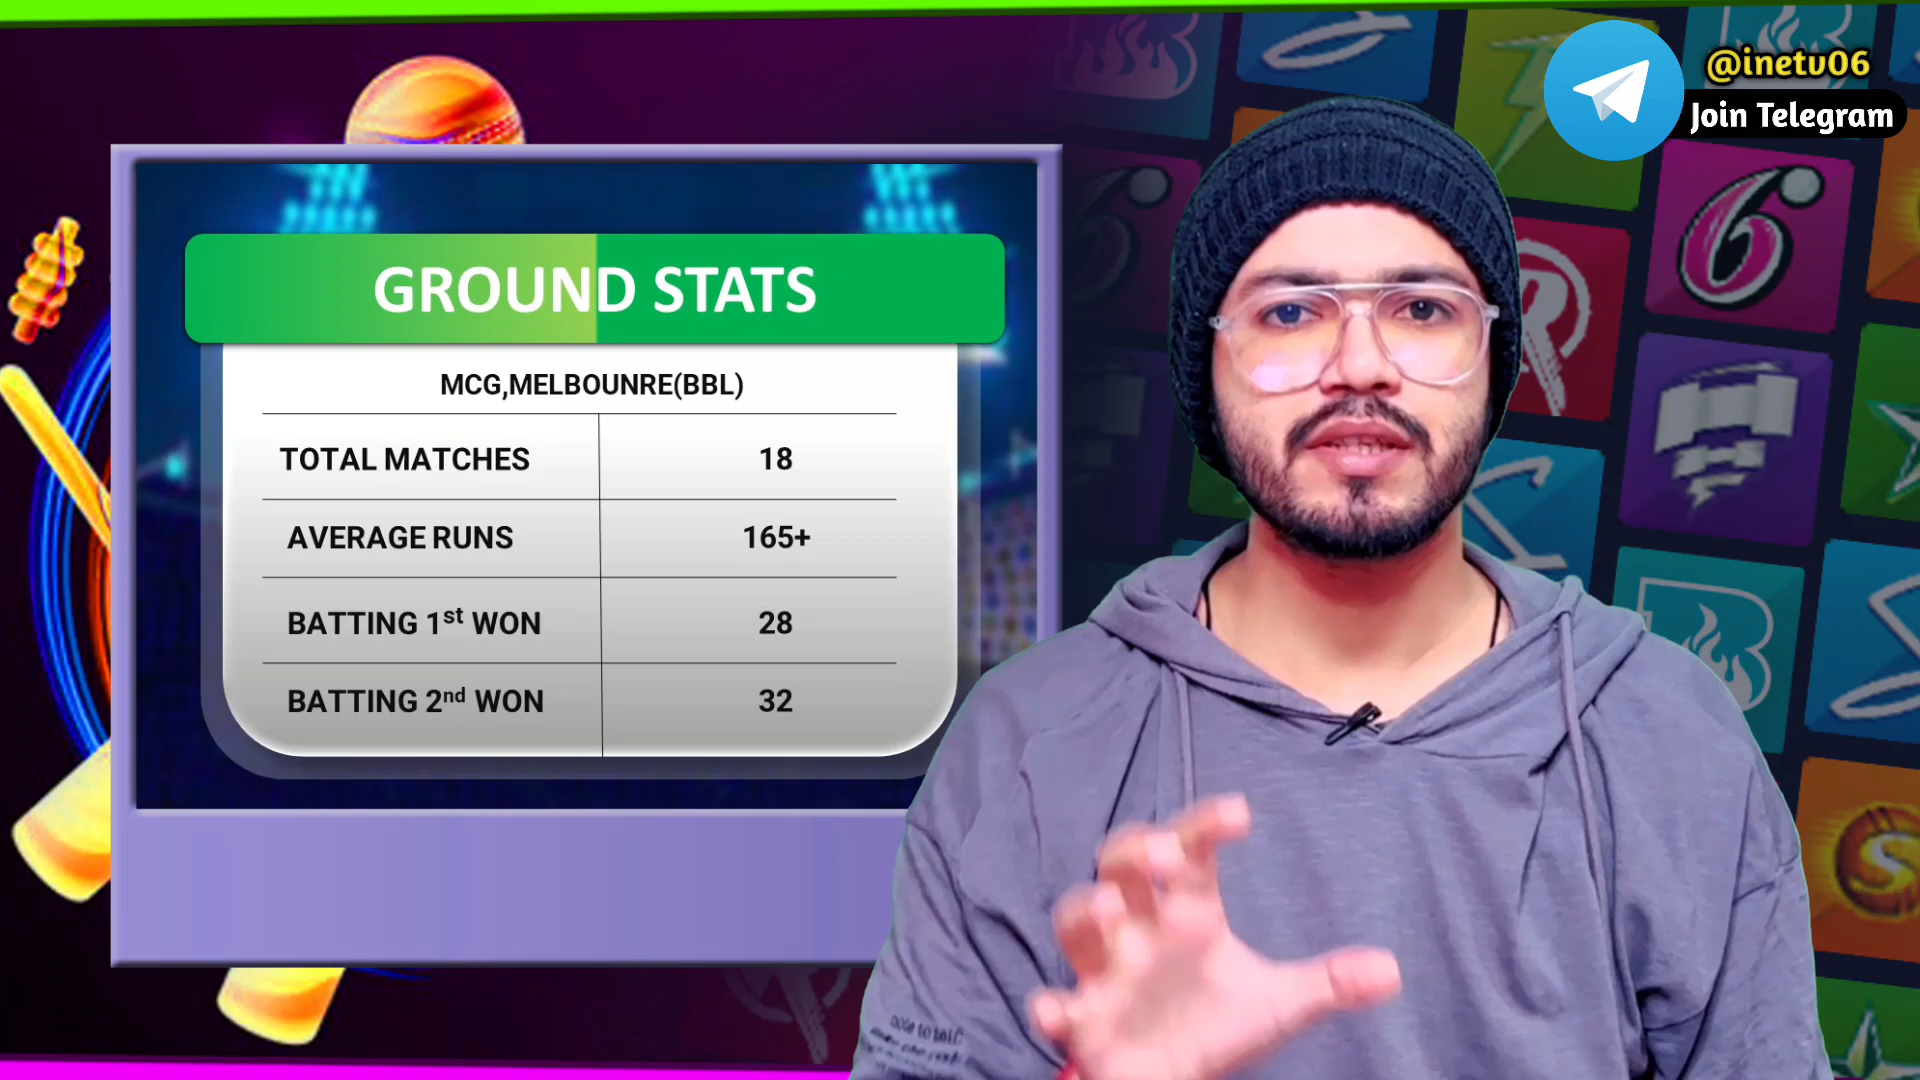 @inetv06
Join Telegram
GROUND STATS
MCG,MELBOUNRE(BBL)
TOTAL MATCHES 18
AVERAGE RUNS 165+
BATTING 1st WON 28
BATTING 2nd WON 32